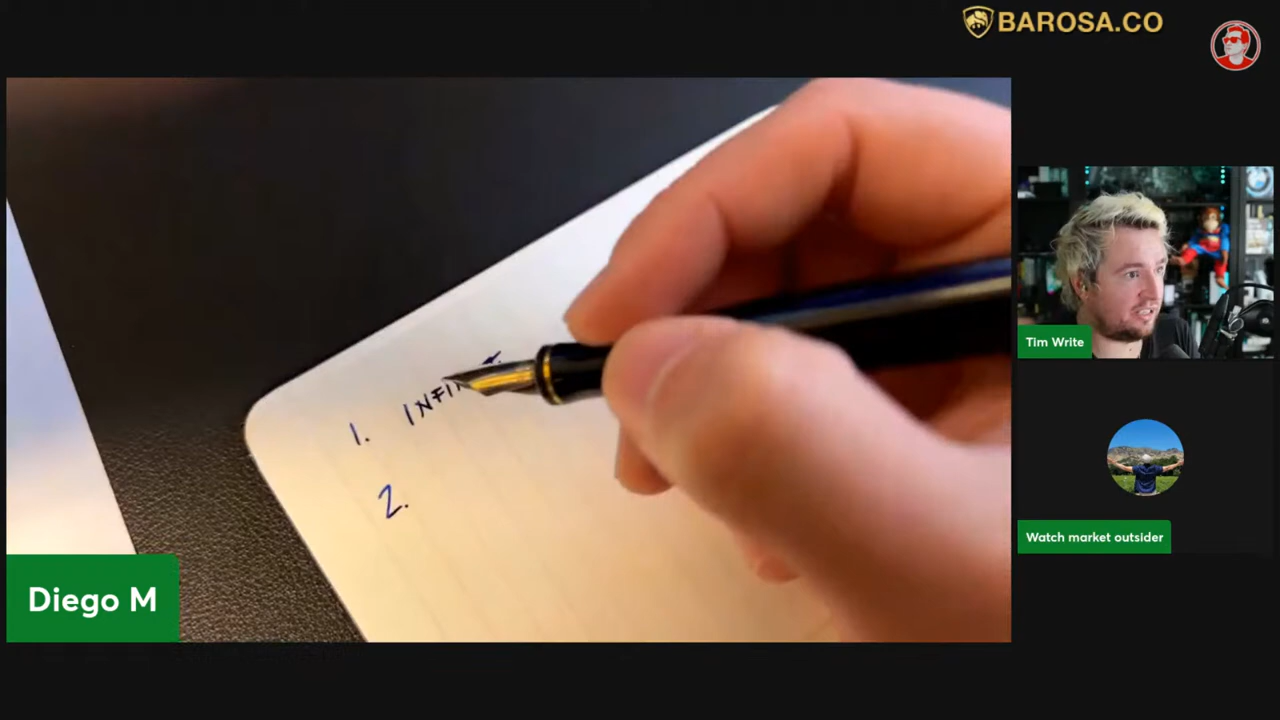 BAROSA.CO
1. INFI
2.
Tim Write
Watch market outsider
Diego M